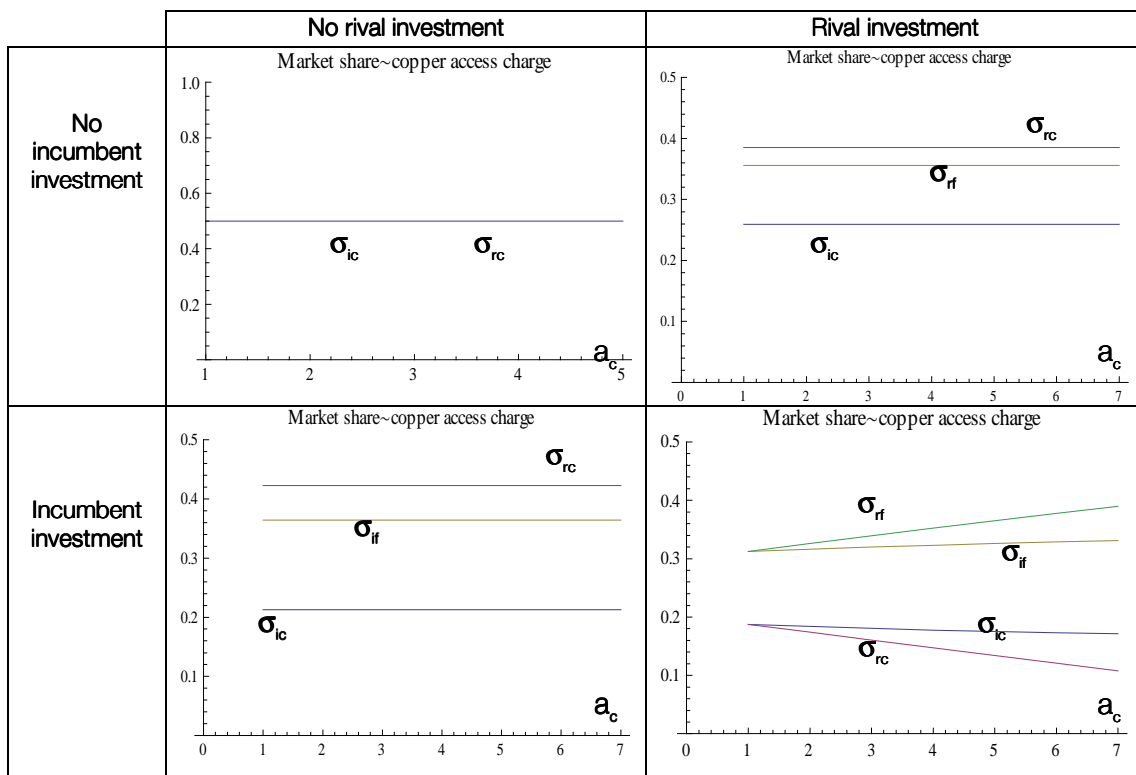 No rival investment
Rival investment
No
incumbent
investment
Market share~copper access charge
1.0
0.8
0.6
0.4
0.2
σic
σrc
ac
1 2 3 4 5
Market share~copper access charge
0.5
0.4
0.3
0.2
0.1
σrc
σrf
σic
ac
0 1 2 3 4 5 6 7
Incumbent
investment
Market share~copper access charge
0.5
0.4
0.3
0.2
0.1
σrc
σif
σic
ac
0 1 2 3 4 5 6 7
Market share~copper access charge
0.5
0.4
0.3
0.2
0.1
σrf
σif
σic
σrc
ac
0 1 2 3 4 5 6 7